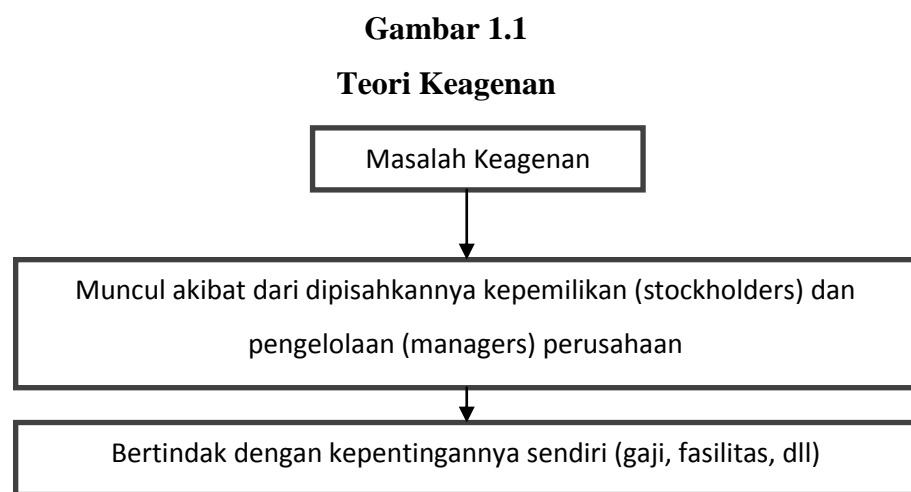 Gambar 1.1
Teori Keagenan
Masalah Keagenan
Muncul akibat dari dipisahkannya kepemilikan (stockholders) dan
pengelolaan (managers) perusahaan
Bertindak dengan kepentingannya sendiri (gaji, fasilitas, dll)